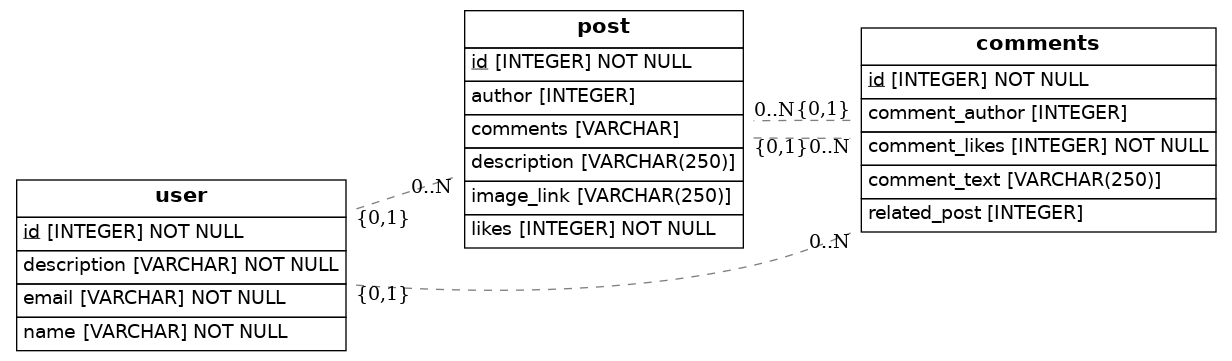 post
id [INTEGER] NOT NULL
author [INTEGER]
comments [VARCHAR]
description [VARCHAR(250)]
image_link [VARCHAR(250)]
likes [INTEGER] NOT NULL
comments
id [INTEGER] NOT NULL
comment_author [INTEGER]
comment_likes [INTEGER] NOT NULL
comment_text [VARCHAR(250)]
related_post [INTEGER]
0..N {0,1}
{0,1} 0..N
user
id [INTEGER] NOT NULL
description [VARCHAR] NOT NULL
email [VARCHAR] NOT NULL
name [VARCHAR] NOT NULL
0..N
{0,1}
0..N
{0,1}